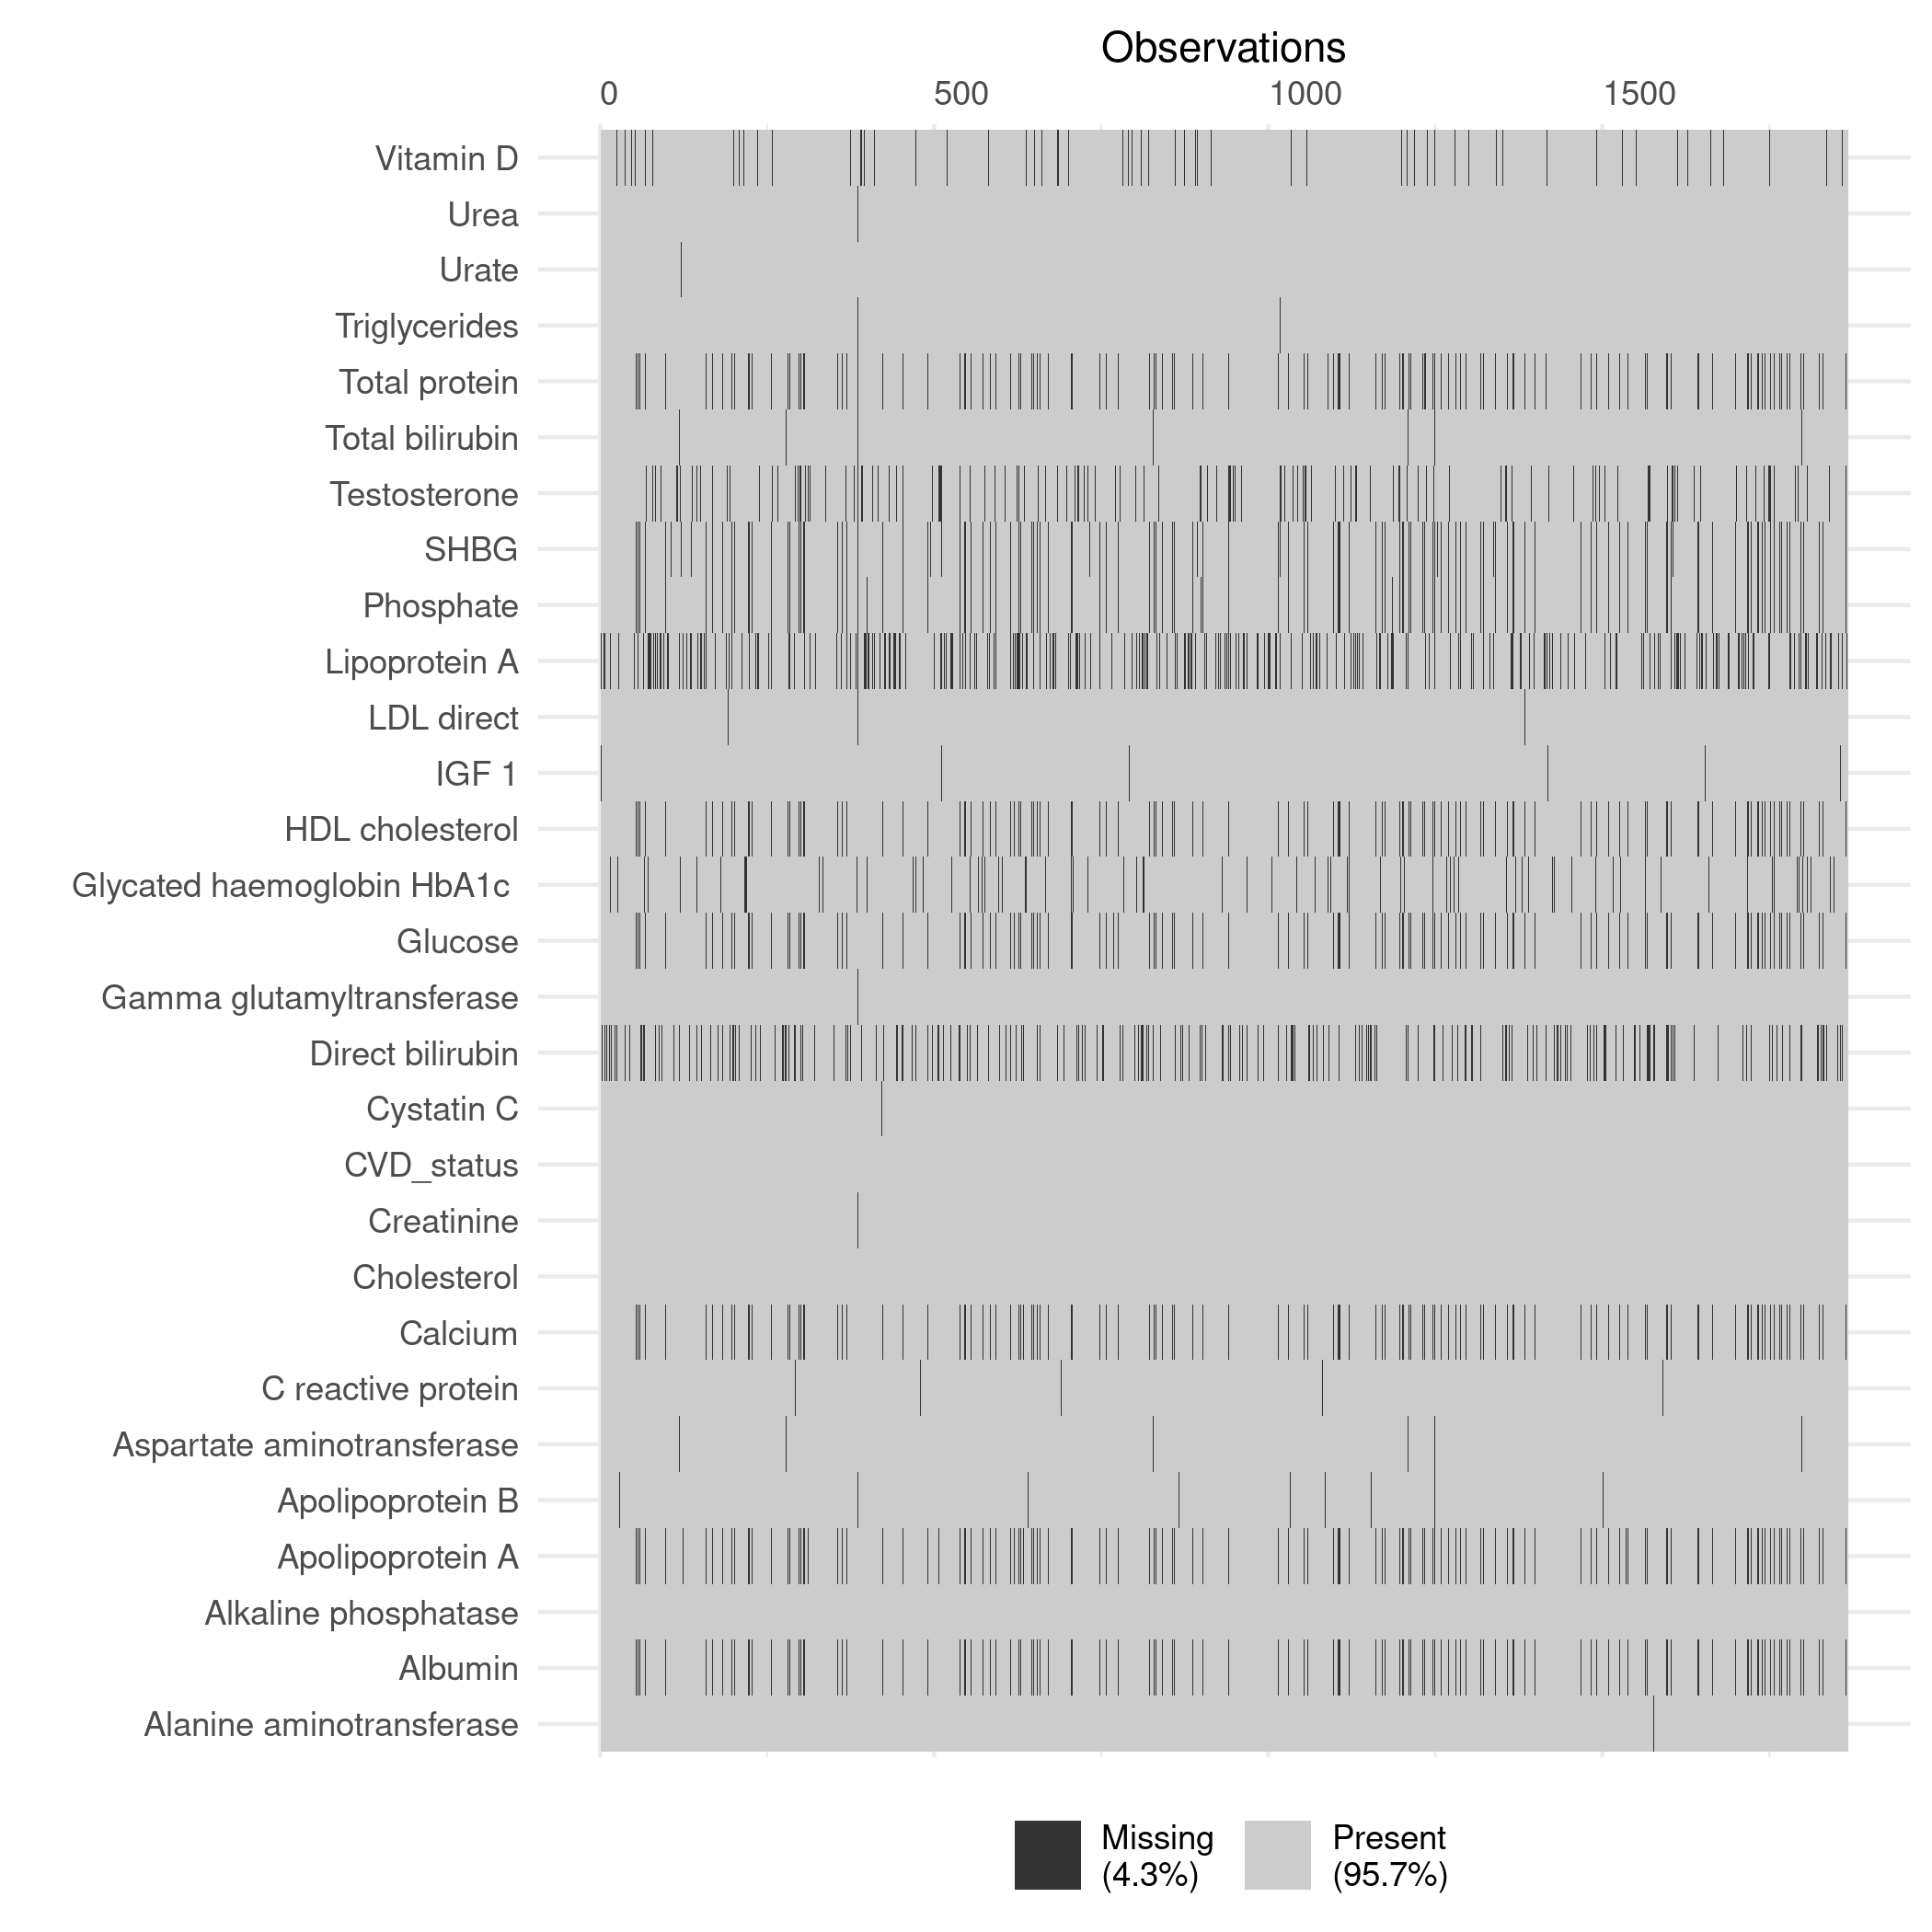 Observations
0 500 1000 1500
Vitamin D
Urea
Urate
Triglycerides
Total protein
Total bilirubin
Testosterone
SHBG
Phosphate
Lipoprotein A
LDL direct
IGF 1
HDL cholesterol
Glycated haemoglobin HbA1c
Glucose
Gamma glutamyltransferase
Direct bilirubin
Cystatin C
CVD_status
Creatinine
Cholesterol
Calcium
C reactive protein
Aspartate aminotransferase
Apolipoprotein B
Apolipoprotein A
Alkaline phosphatase
Albumin
Alanine aminotransferase
Missing
(4.3%)
Present
(95.7%)